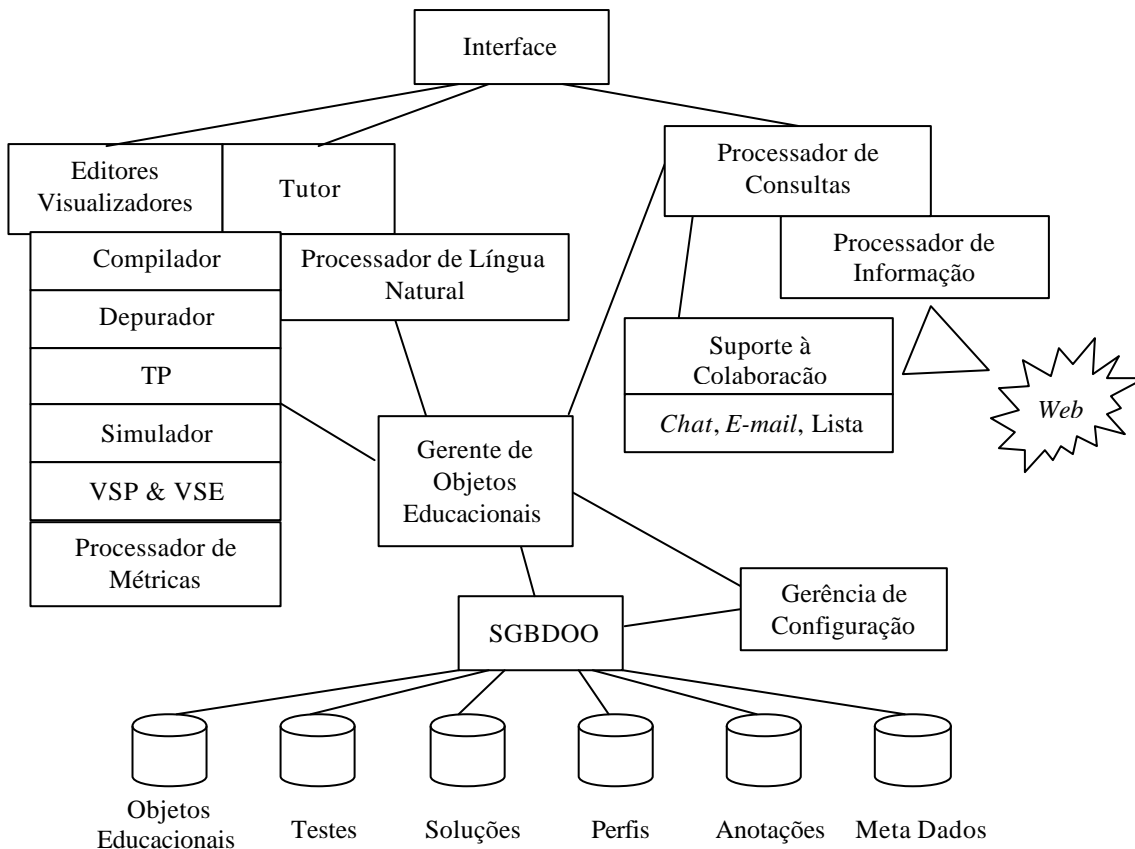 Interface
Editores
Visualizadores
Tutor
Processador de
Consultas
Compilador
Processador de Língua
Natural
Processador de
Informação
Depurador
TP
Simulador
VSP & VSE
Processador de
Métricas
Suporte à
Colaboracão
Chat, E-mail, Lista
Web
Gerente de
Objetos
Educacionais
Gerência de
Configuração
SGBDOO
Objetos
Educacionais
Testes
Soluções
Perfis
Anotações
Meta Dados